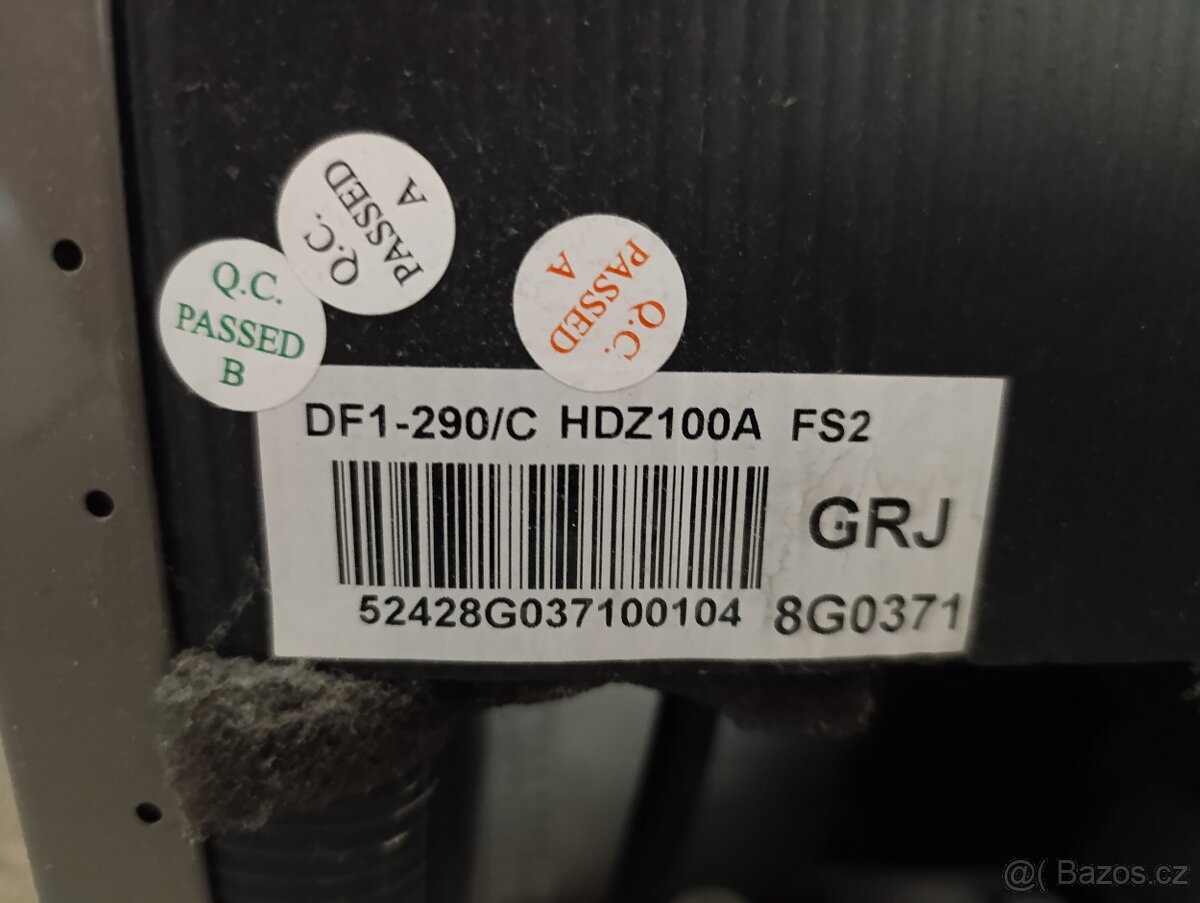 Q.C.
PASSED
A
Q.C.
PASSED
B
Q.C.
PASSED
A
DF1-290/C HDZ100A FS2
GRJ
52428G037100104 8G0371
@( Bazos.cz